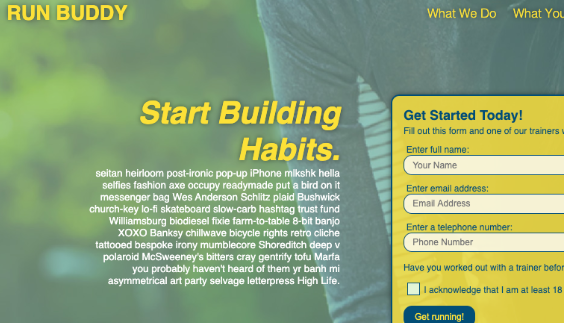 RUN BUDDY
What We Do What You
Start Building
Habits.
seitan heirloom post-ironic pop-up iPhone mlkshk hella
selfies fashion axe occupy readymade put a bird on it
messenger bag Wes Anderson Schlitz plaid Bushwick
church-key lo-fi skateboard slow-carb hashtag trust fund
Williamsburg biodiesel fixie farm-to-table 8-bit banjo
XOXO Banksy chillwave bicycle rights retro cliche
tattooed bespoke irony mumblecore Shoreditch deep v
polaroid McSweeney's bitters cray gentrify tofu Marfa
you probably haven't heard of them yr banh mi
asymmetrical art party selvage letterpress High Life.
Get Started Today!
Fill out this form and one of our trainers
Enter full name:
Your Name
Enter email address:
Email Address
Enter a telephone number:
Phone Number
Have you worked out with a trainer befor
I acknowledge that I am at least 18
Get running!